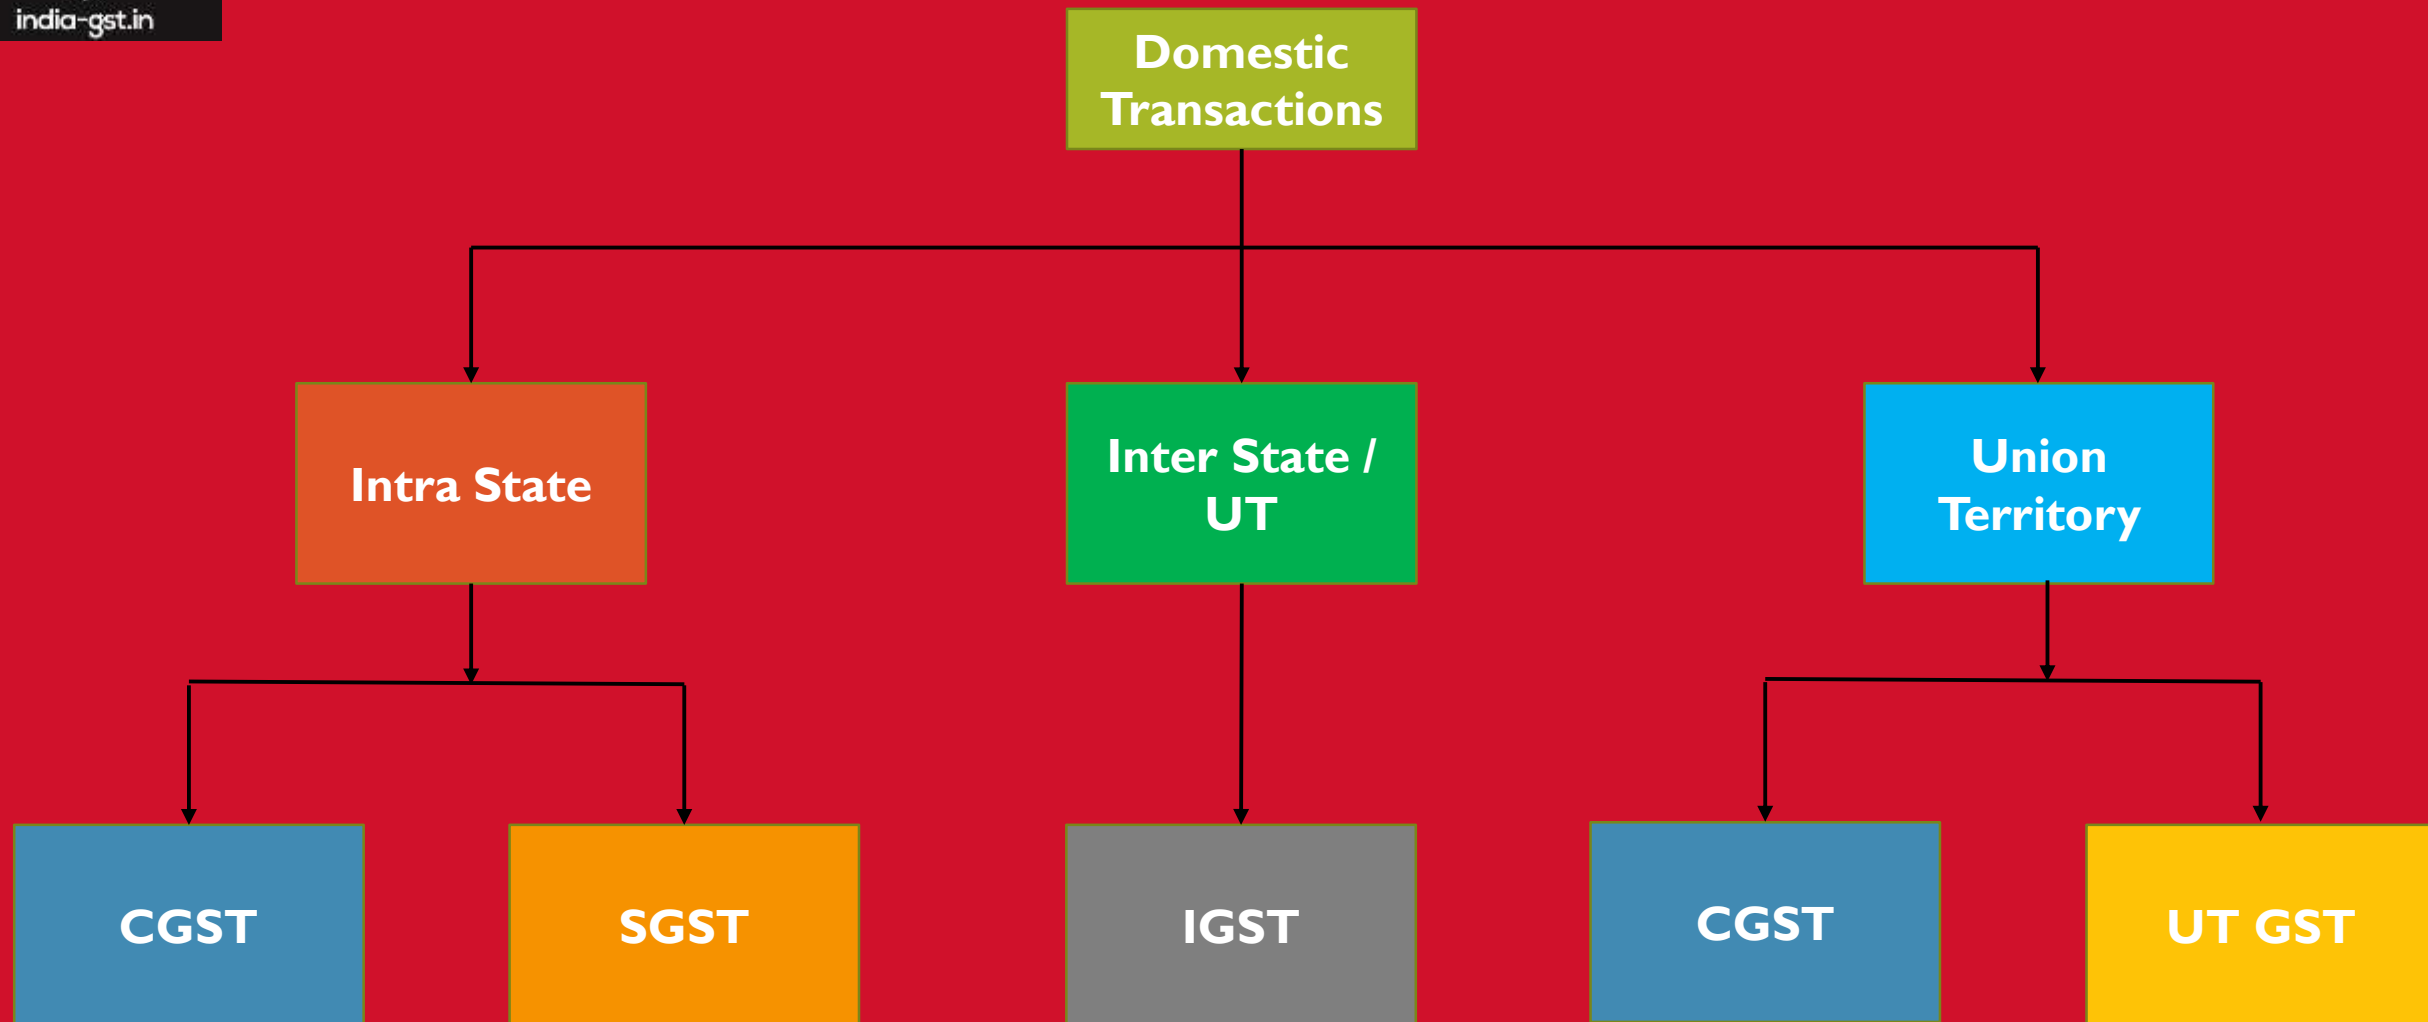 india-gst.in
Domestic
Transactions
Intra State
Inter State /
UT
Union
Territory
CGST
SGST
IGST
CGST
UT GST